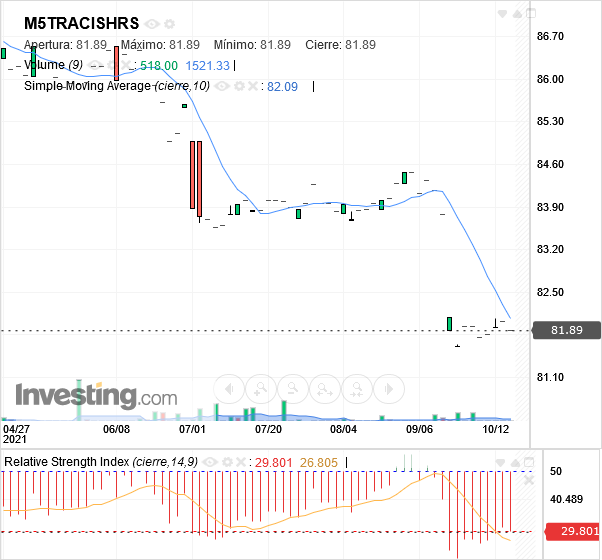 M5TRACISHRS
Apertura: 81.89 Máximo: 81.89 Mínimo: 81.89 Cierre: 81.89
Volume (9) : 518.00 1521.33
Simple Moving Average (cierre,10) : 82.09
86.70
86.00
85.30
84.60
83.90
83.20
82.50
81.89
81.10
Investing.com
04/27 06/08 07/01 07/20 08/04 09/06 10/12
2021
Relative Strength Index (cierre,14,9) : 29.801 26.805
50
40.489
29.801